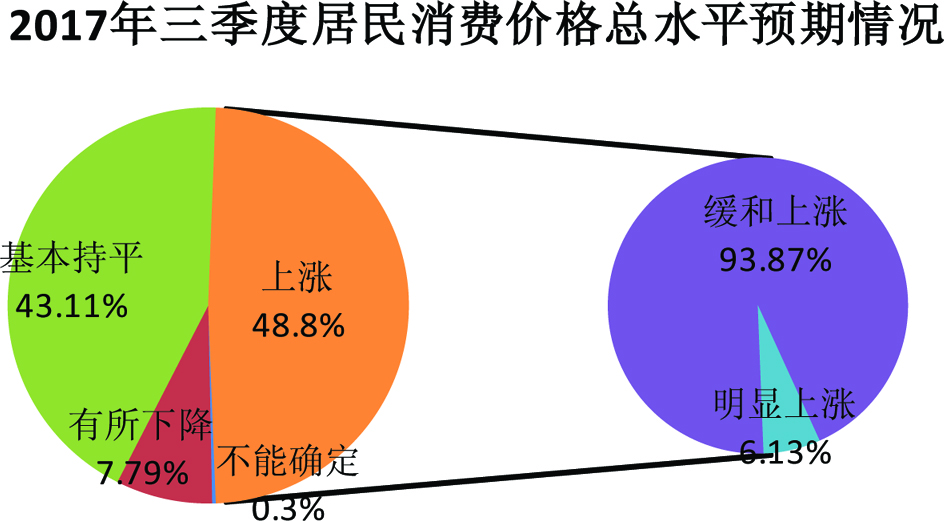 2017年三季度居民消费价格总水平预期情况
基本持平
43.11%
上涨
48.8%
有所下降
7.79%
不能确定
0.3%
缓和上涨
93.87%
明显上涨
6.13%